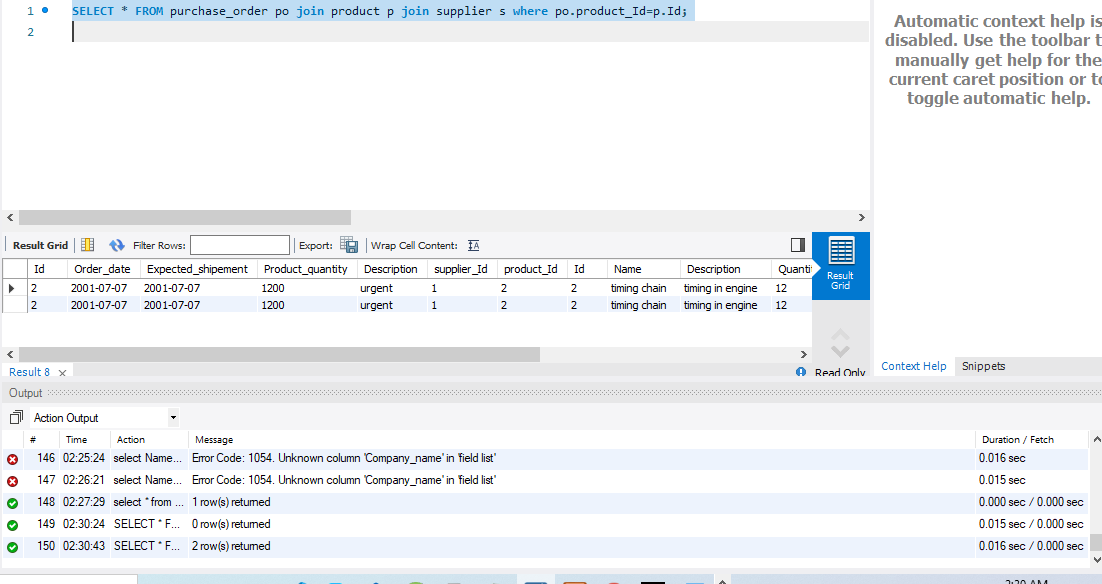 1 SELECT * FROM purchase_order po join product p join supplier s where po.product_Id=p.Id;
2
Automatic context help is
disabled. Use the toolbar t
manually get help for the
current caret position or to
toggle automatic help.
Result Grid Filter Rows: Export: Wrap Cell Content: IA
Id Order_date Expected_shipement Product_quantity Description supplier_Id product_Id Id Name Description Quanti
2 2001-07-07 2001-07-07 1200 urgent 1 2 2 timing chain timing in engine 12
2 2001-07-07 2001-07-07 1200 urgent 1 2 2 timing chain timing in engine 12
Result
Grid
Result 8 Read Only
Context Help Snippets
Output
Action Output
# Time Action Message Duration / Fetch
146 02:25:24 select Name... Error Code: 1054. Unknown column 'Company_name' in 'field list' 0.016 sec
147 02:26:21 select Name... Error Code: 1054. Unknown column 'Company_name' in 'field list' 0.015 sec
148 02:27:29 select * from ... 1 row(s) returned 0.000 sec / 0.000 sec
149 02:30:24 SELECT * F... 0 row(s) returned 0.015 sec / 0.000 sec
150 02:30:43 SELECT * F... 2 row(s) returned 0.016 sec / 0.000 sec